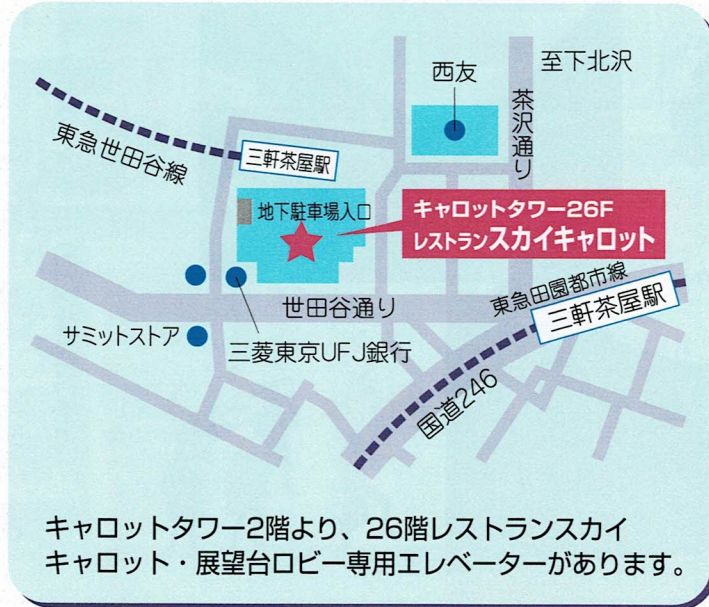 西友
至下北沢
茶沢通り
東急世田谷線
三軒茶屋駅
地下駐車場入口
キャロットタワー26F
レストランスカイキャロット
世田谷通り
東急田園都市線
三軒茶屋駅
サミットストア
三菱東京UFJ銀行
国道246
キャロットタワー2階より、26階レストランスカイ
キャロット・展望台ロビー専用エレベーターがあります。